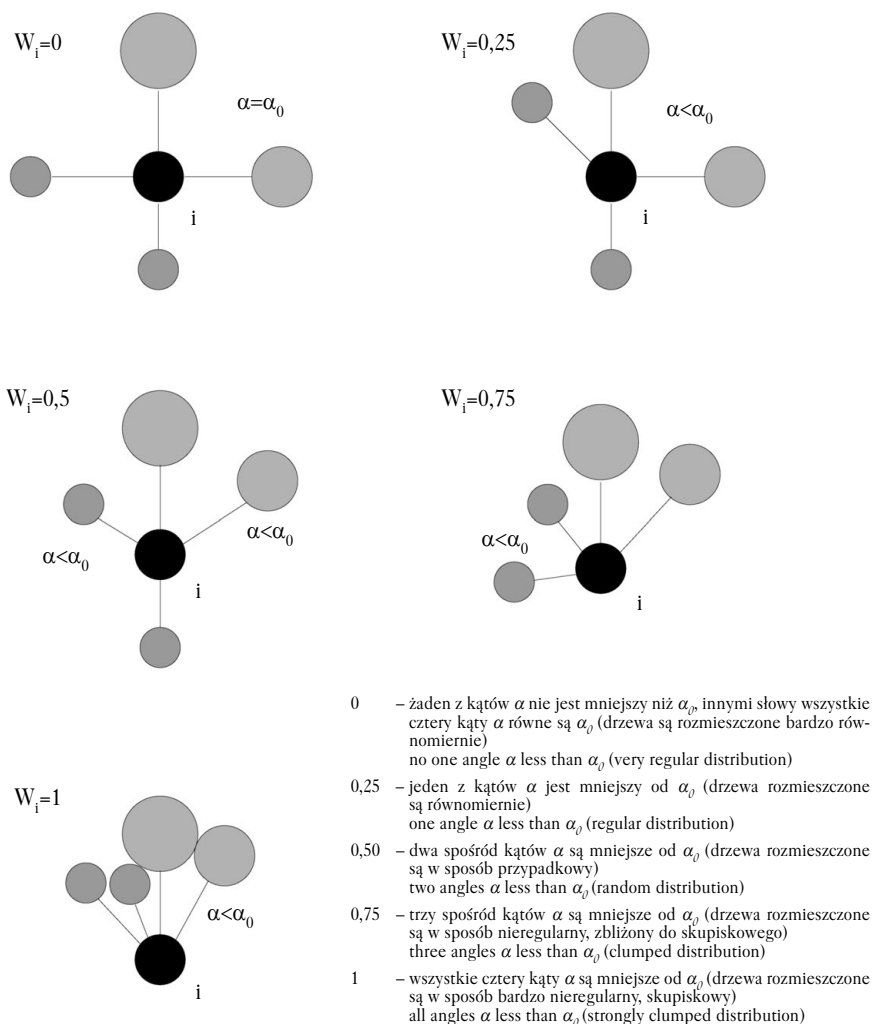 W_i=0
α=α_0
i
W_i=0,25
α<α_0
i
W_i=0,5
α<α_0
α<α_0
i
W_i=0,75
α<α_0
i
W_i=1
α<α_0
i
0 – żaden z kątów α nie jest mniejszy niż α_0, innymi słowy wszystkie
cztery kąty α równe są α_0 (drzewa są rozmieszczone bardzo rów-
nomiernie)
no one angle α less than α_0 (very regular distribution)
0,25 – jeden z kątów α jest mniejszy od α_0 (drzewa rozmieszczone
są równomiernie)
one angle α less than α_0 (regular distribution)
0,50 – dwa spośród kątów α są mniejsze od α_0 (drzewa rozmieszczone
są w sposób przypadkowy)
two angles α less than α_0 (random distribution)
0,75 – trzy spośród kątów α są mniejsze od α_0 (drzewa rozmieszczone
są w sposób nieregularny, zbliżony do skupiskowego)
three angles α less than α_0 (clumped distribution)
1 – wszystkie cztery kąty α są mniejsze od α_0 (drzewa rozmieszczone
są w sposób bardzo nieregularny, skupiskowy)
all angles α less than α_0 (strongly clumped distribution)